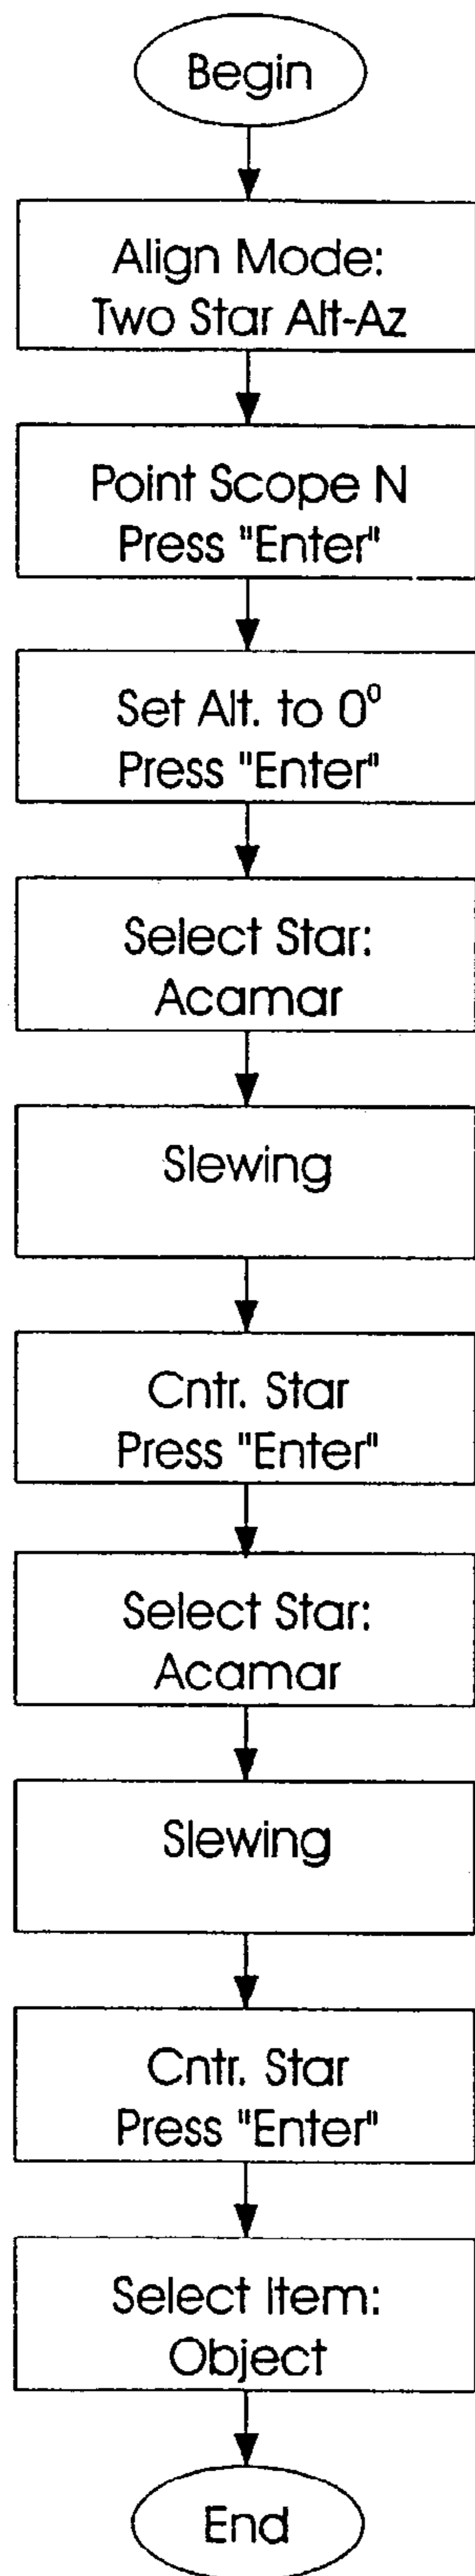 Begin
Align Mode:
Two Star Alt-Az
Point Scope N
Press "Enter"
Set Alt. to 0°
Press "Enter"
Select Star:
Acamar
Slewing
Cntr. Star
Press "Enter"
Select Star:
Acamar
Slewing
Cntr. Star
Press "Enter"
Select Item:
Object
End